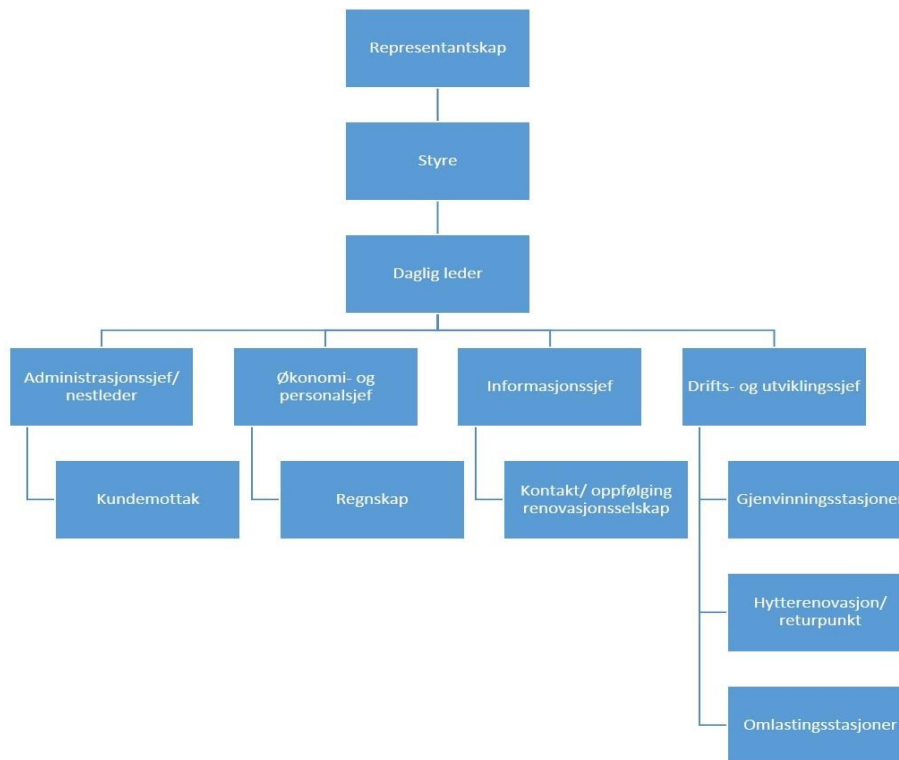 Representantskap
Styre
Daglig leder
Administrasjonssjef/
nestleder
Økonomi- og
personalsjef
Informasjonssjef
Drifts- og utviklingssjef
Kundemottak
Regnskap
Kontakt/ oppfølging
renovasjonsselskap
Gjenvinningsstasjoner
Hytterenovasjon/
returpunkt
Omlastingsstasjoner